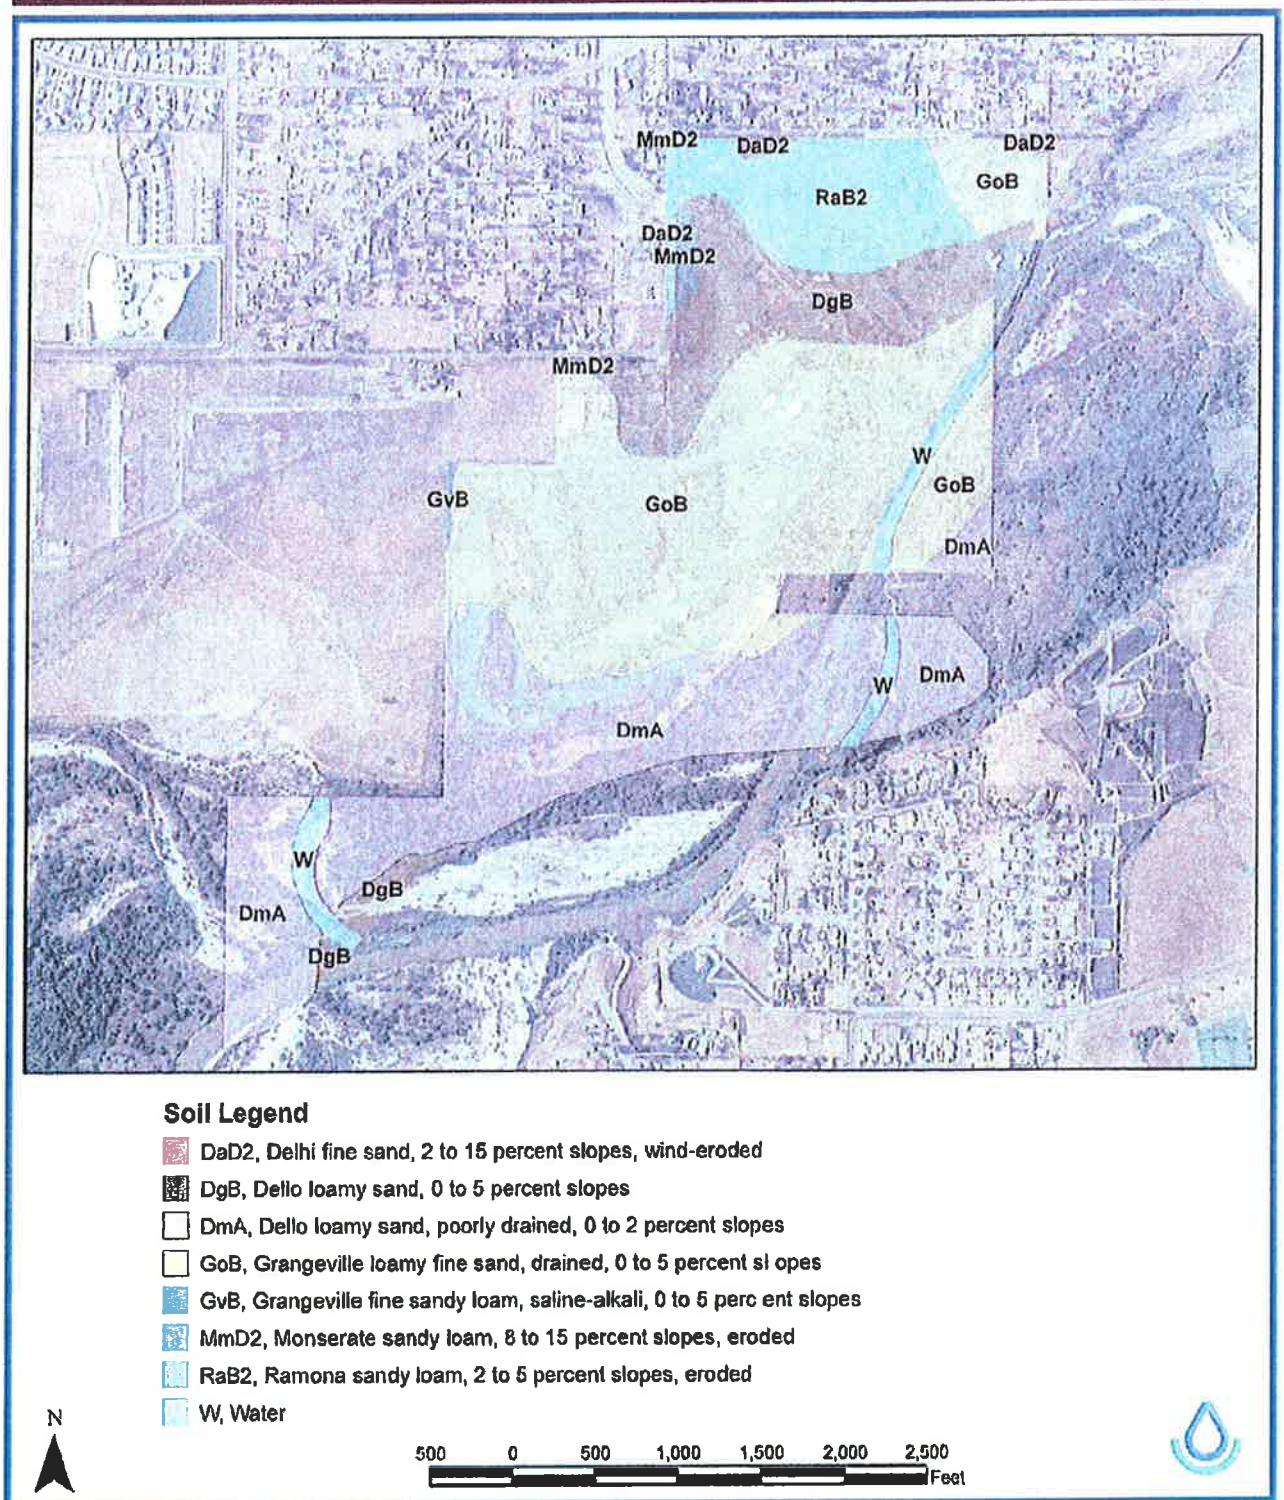 MmD2
DaD2
DaD2
GoB
RaB2
DaD2
MmD2
DgB
MmD2
W
GoB
GvB
GoB
DmA
DmA
W
DmA
W
DgB
DmA
DgB
Soil Legend
DaD2, Delhi fine sand, 2 to 15 percent slopes, wind-eroded
DgB, Dello loamy sand, 0 to 5 percent slopes
DmA, Dello loamy sand, poorly drained, 0 to 2 percent slopes
GoB, Grangeville loamy fine sand, drained, 0 to 5 percent sl opes
GvB, Grangeville fine sandy loam, saline-alkali, 0 to 5 perc ent slopes
MmD2, Monserate sandy loam, 8 to 15 percent slopes, eroded
RaB2, Ramona sandy loam, 2 to 5 percent slopes, eroded
W, Water
N
500 0 500 1,000 1,500 2,000 2,500
Feet